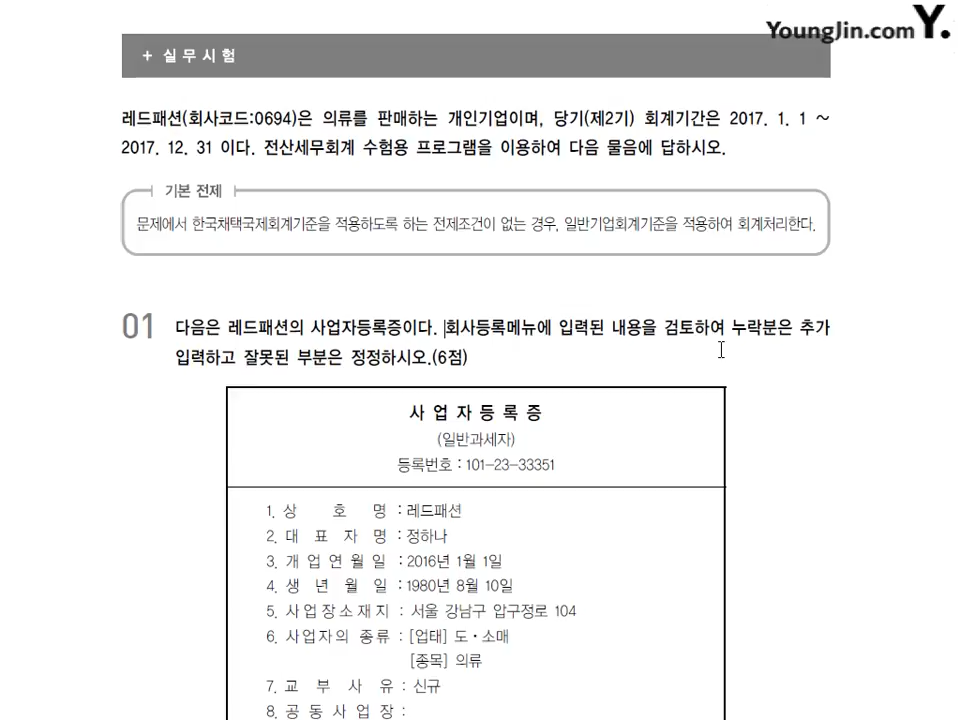 YoungJin.com Y.
+ 실무시험
레드패션(회사코드:0694)은 의류를 판매하는 개인기업이며, 당기(제2기) 회계기간은 2017. 1. 1 ~
2017. 12. 31 이다. 전산세무회계 수험용 프로그램을 이용하여 다음 물음에 답하시오.
기본 전제
문제에서 한국채택국제회계기준을 적용하도록 하는 전제조건이 없는 경우, 일반기업회계기준을 적용하여 회계처리한다.
01 다음은 레드패션의 사업자등록증이다. 회사등록메뉴에 입력된 내용을 검토하여 누락분은 추가
입력하고 잘못된 부분은 정정하시오.(6점)
사 업 자 등 록 증
(일반과세자)
등록번호 : 101-23-33351
1. 상 호 명 : 레드패션
2. 대 표 자 명 : 정하나
3. 개 업 연 월 일 : 2016년 1월 1일
4. 생 년 월 일 : 1980년 8월 10일
5. 사 업 장 소 재 지 : 서울 강남구 압구정로 104
6. 사업자의 종류 : [업태] 도·소매
[종목] 의류
7. 교 부 사 유 : 신규
8. 공 동 사 업 장 :